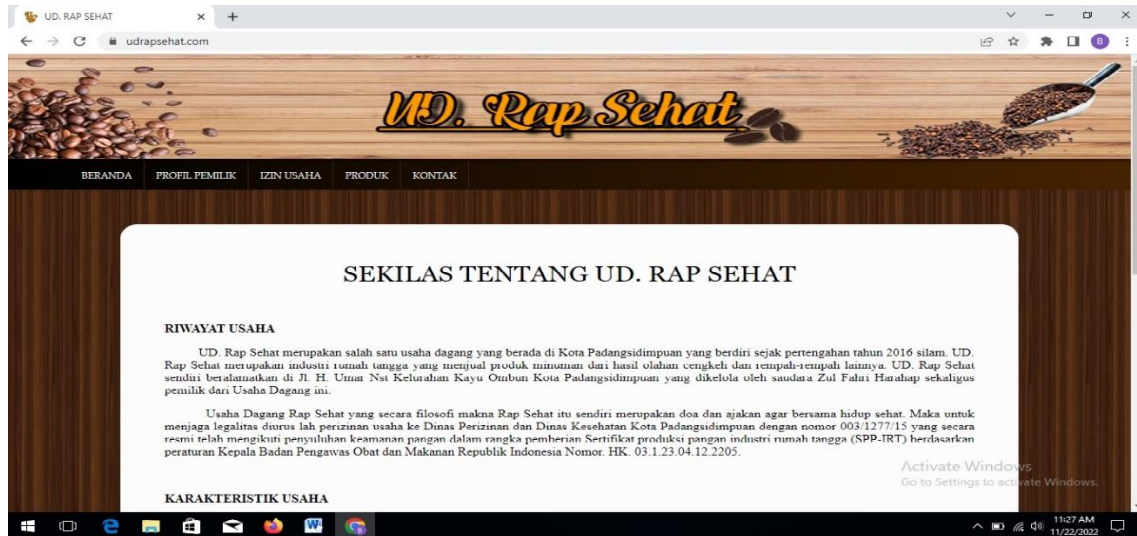 UD. RAP SEHAT
udrapsehat.com
B
UD. Rap Sehat
BERANDA PROFIL PEMILIK IZIN USAHA PRODUK KONTAK
SEKILAS TENTANG UD. RAP SEHAT
RIWAYAT USAHA
UD. Rap Sehat merupakan salah satu usaha dagang yang berada di Kota Padangsidimpuan yang berdiri sejak pertengahan tahun 2016 silam. UD.
Rap Sehat merupakan industri rumah tangga yang menjual produk minuman dari hasil olahan cengkeh dan rempah-rempah lainnya. UD. Rap Sehat
sendiri beralamatkan di Jl. H. Umar Nst Kelurahan Kayu Ombun Kota Padangsidimpuan yang dikelola oleh saudara Zul Fahri Harahap sekaligus
pemilik dari Usaha Dagang ini.
Usaha Dagang Rap Sehat yang secara filosofi makna Rap Sehat itu sendiri merupakan doa dan ajakan agar bersama hidup sehat. Maka untuk
menjaga legalitas diurus lah perizinan usaha ke Dinas Perizinan dan Dinas Kesehatan Kota Padangsidimpuan dengan nomor 003/1277/15 yang secara
resmi telah mengikuti penyuluhan keamanan pangan dalam rangka pemberian Sertifikat produksi pangan industri rumah tangga (SPP-IRT) berdasarkan
peraturan Kepala Badan Pengawas Obat dan Makanan Republik Indonesia Nomor. HK. 03.1.23.04.12.2205.
Activate Windows
Go to Settings to activate Windows.
KARAKTERISTIK USAHA
11:27 AM
11/22/2022